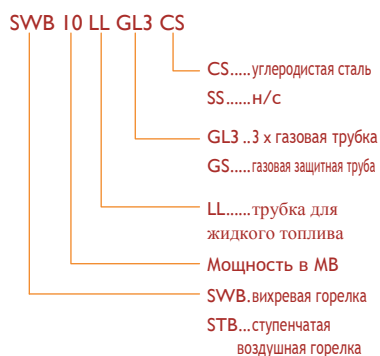 SWB 10 LL GL3 CS
CS.....углеродистая сталь
SS......н/с
GL3 ..3 x газовая трубка
GS.....газовая защитная труба
LL......трубка для
жидкого топлива
Мощность в МВ
SWB.вихревая горелка
STB...ступенчатая
воздушная горелка